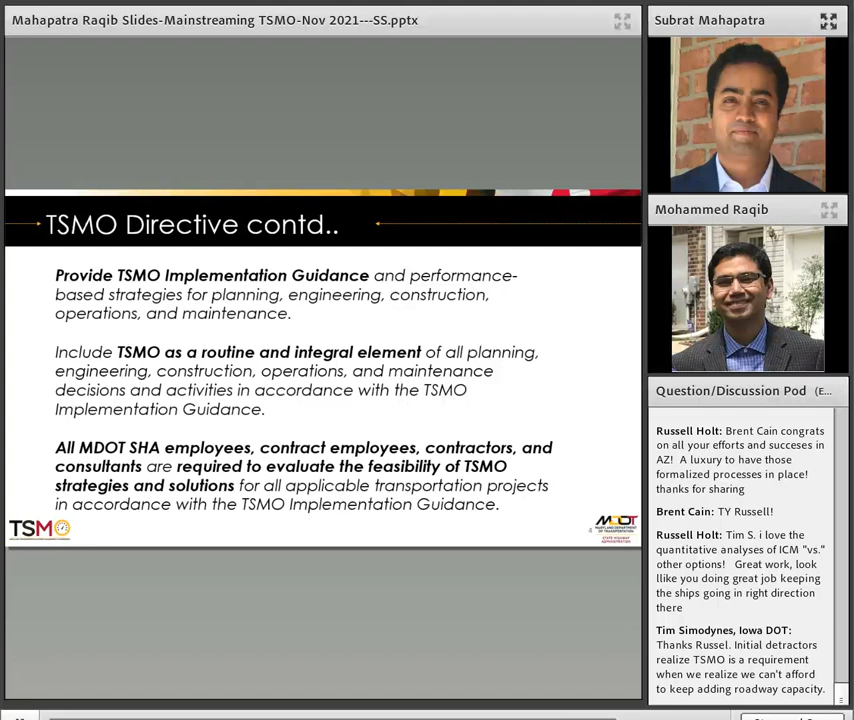 Mahapatra Raqib Slides-Mainstreaming TSMO-Nov 2021---SS.pptx
TSMO Directive contd..
Provide TSMO Implementation Guidance and performance-
based strategies for planning, engineering, construction,
operations, and maintenance.
Include TSMO as a routine and integral element of all planning,
engineering, construction, operations, and maintenance
decisions and activities in accordance with the TSMO
Implementation Guidance.
All MDOT SHA employees, contract employees, contractors, and
consultants are required to evaluate the feasibility of TSMO
strategies and solutions for all applicable transportation projects
in accordance with the TSMO Implementation Guidance.
TSMO
MDOT
MARYLAND DEPARTMENT
OF TRANSPORTATION
STATE HIGHWAY
ADMINISTRATION
Subrat Mahapatra
Mohammed Raqib
Question/Discussion Pod (E...
Russell Holt: Brent Cain congrats
on all your efforts and succeses in
AZ! A luxury to have those
formalized processes in place!
thanks for sharing
Brent Cain: TY Russell!
Russell Holt: Tim S. i love the
quantitative analyses of ICM "vs."
other options! Great work, look
llike you doing great job keeping
the ships going in right direction
there
Tim Simodynes, Iowa DOT:
Thanks Russel. Initial detractors
realize TSMO is a requirement
when we realize we can't afford
to keep adding roadway capacity.